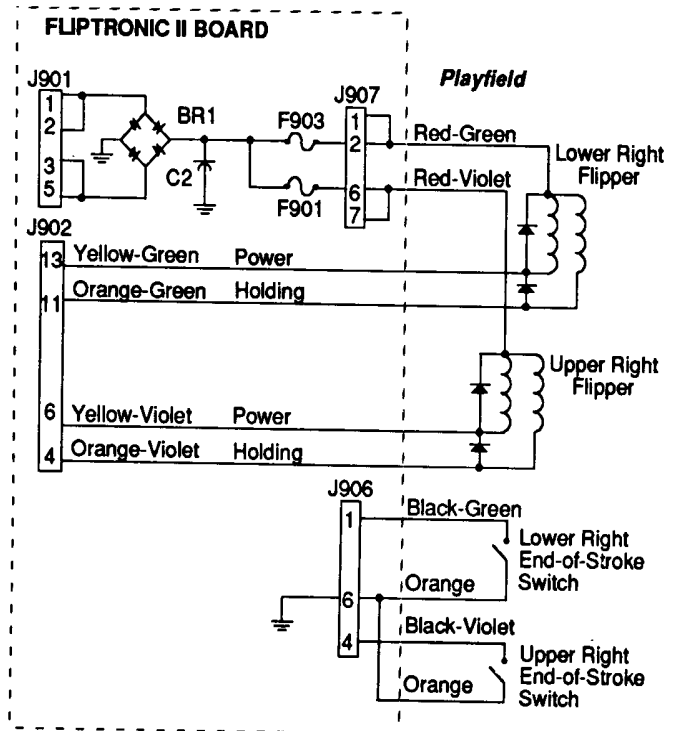 FLIPTRONIC II BOARD
Playfield
J901
1
2
3
5
BR1
C2
F903
F901
J907
1
2
6
7
Red-Green
Red-Violet
Lower Right
Flipper
J902
13
Yellow-Green Power
11
Orange-Green Holding
6
Yellow-Violet Power
4
Orange-Violet Holding
Upper Right
Flipper
J906
1
6
4
Black-Green
Orange
Lower Right
End-of-Stroke
Switch
Black-Violet
Orange
Upper Right
End-of-Stroke
Switch